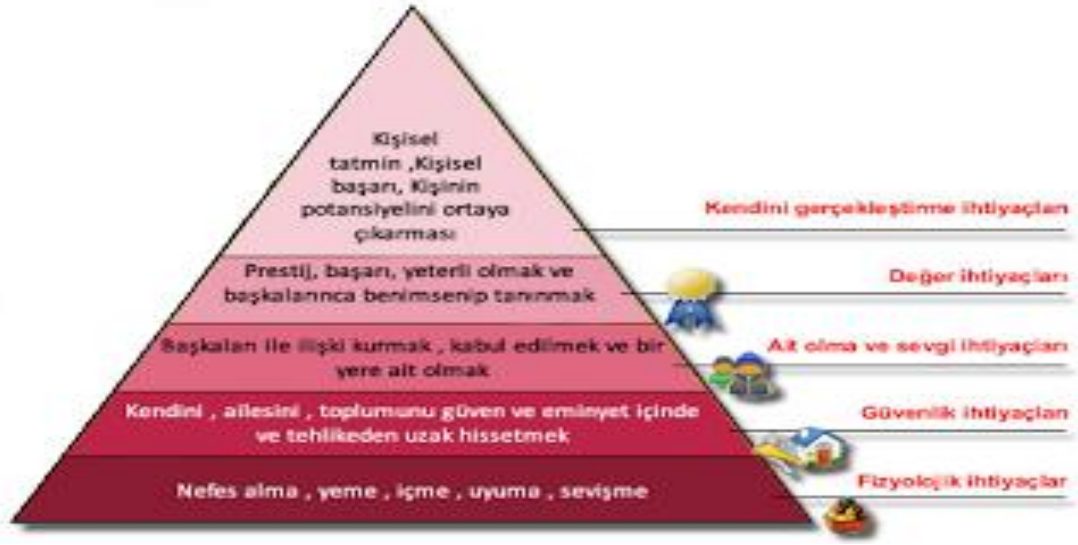 Kişisel
tatmin ,Kişisel
başarı, Kişinin
potansiyelini ortaya
çıkarması
Kendini gerçekleştirme ihtiyaçları
Prestij, başarı, yeterli olmak ve
başkalarınca benimsenip tanınmak
Değer ihtiyaçları
Başkaları ile ilişki kurmak , kabul edilmek ve bir
yere ait olmak
Ait olma ve sevgi ihtiyaçları
Kendini , ailesini , toplumunu güven ve eminyet içinde
ve tehlikeden uzak hissetmek
Güvenlik ihtiyaçları
Nefes alma , yeme , içme , uyuma , sevişme
Fizyolojik ihtiyaçlar